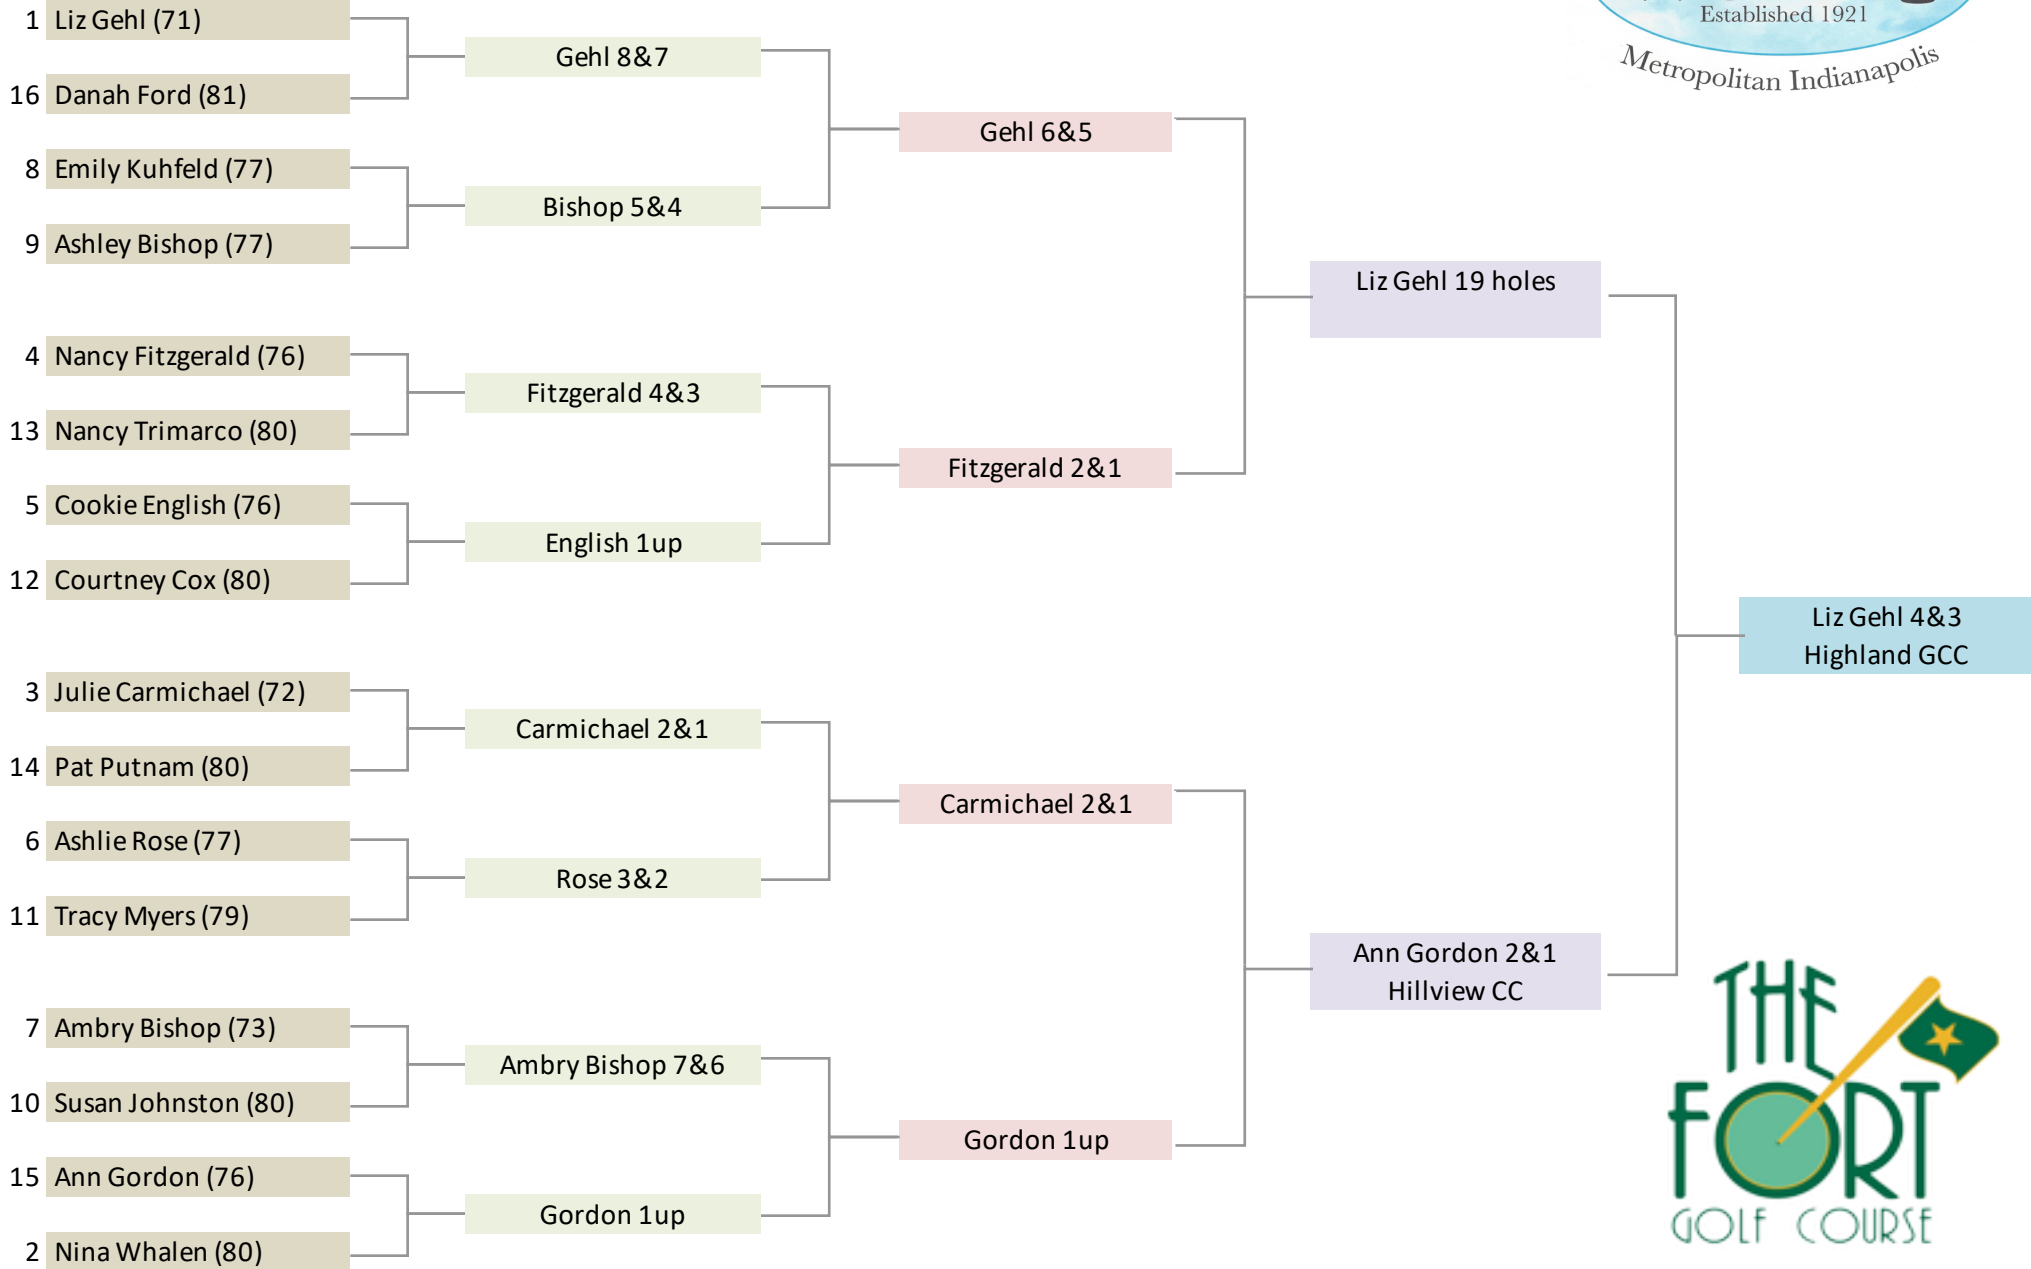 Established 1921
Metropolitan Indianapolis
1 Liz Gehl (71)
16 Danah Ford (81)
8 Emily Kuhfeld (77)
9 Ashley Bishop (77)
4 Nancy Fitzgerald (76)
13 Nancy Trimarco (80)
5 Cookie English (76)
12 Courtney Cox (80)
3 Julie Carmichael (72)
14 Pat Putnam (80)
6 Ashlie Rose (77)
11 Tracy Myers (79)
7 Ambry Bishop (73)
10 Susan Johnston (80)
15 Ann Gordon (76)
2 Nina Whalen (80)
Gehl 8&7
Bishop 5&4
Fitzgerald 4&3
English 1up
Carmichael 2&1
Rose 3&2
Ambry Bishop 7&6
Gordon 1up
Gehl 6&5
Fitzgerald 2&1
Carmichael 2&1
Gordon 1up
Liz Gehl 19 holes
Ann Gordon 2&1
Hillview CC
Liz Gehl 4&3
Highland GCC
THE
FORT
GOLF COURSE